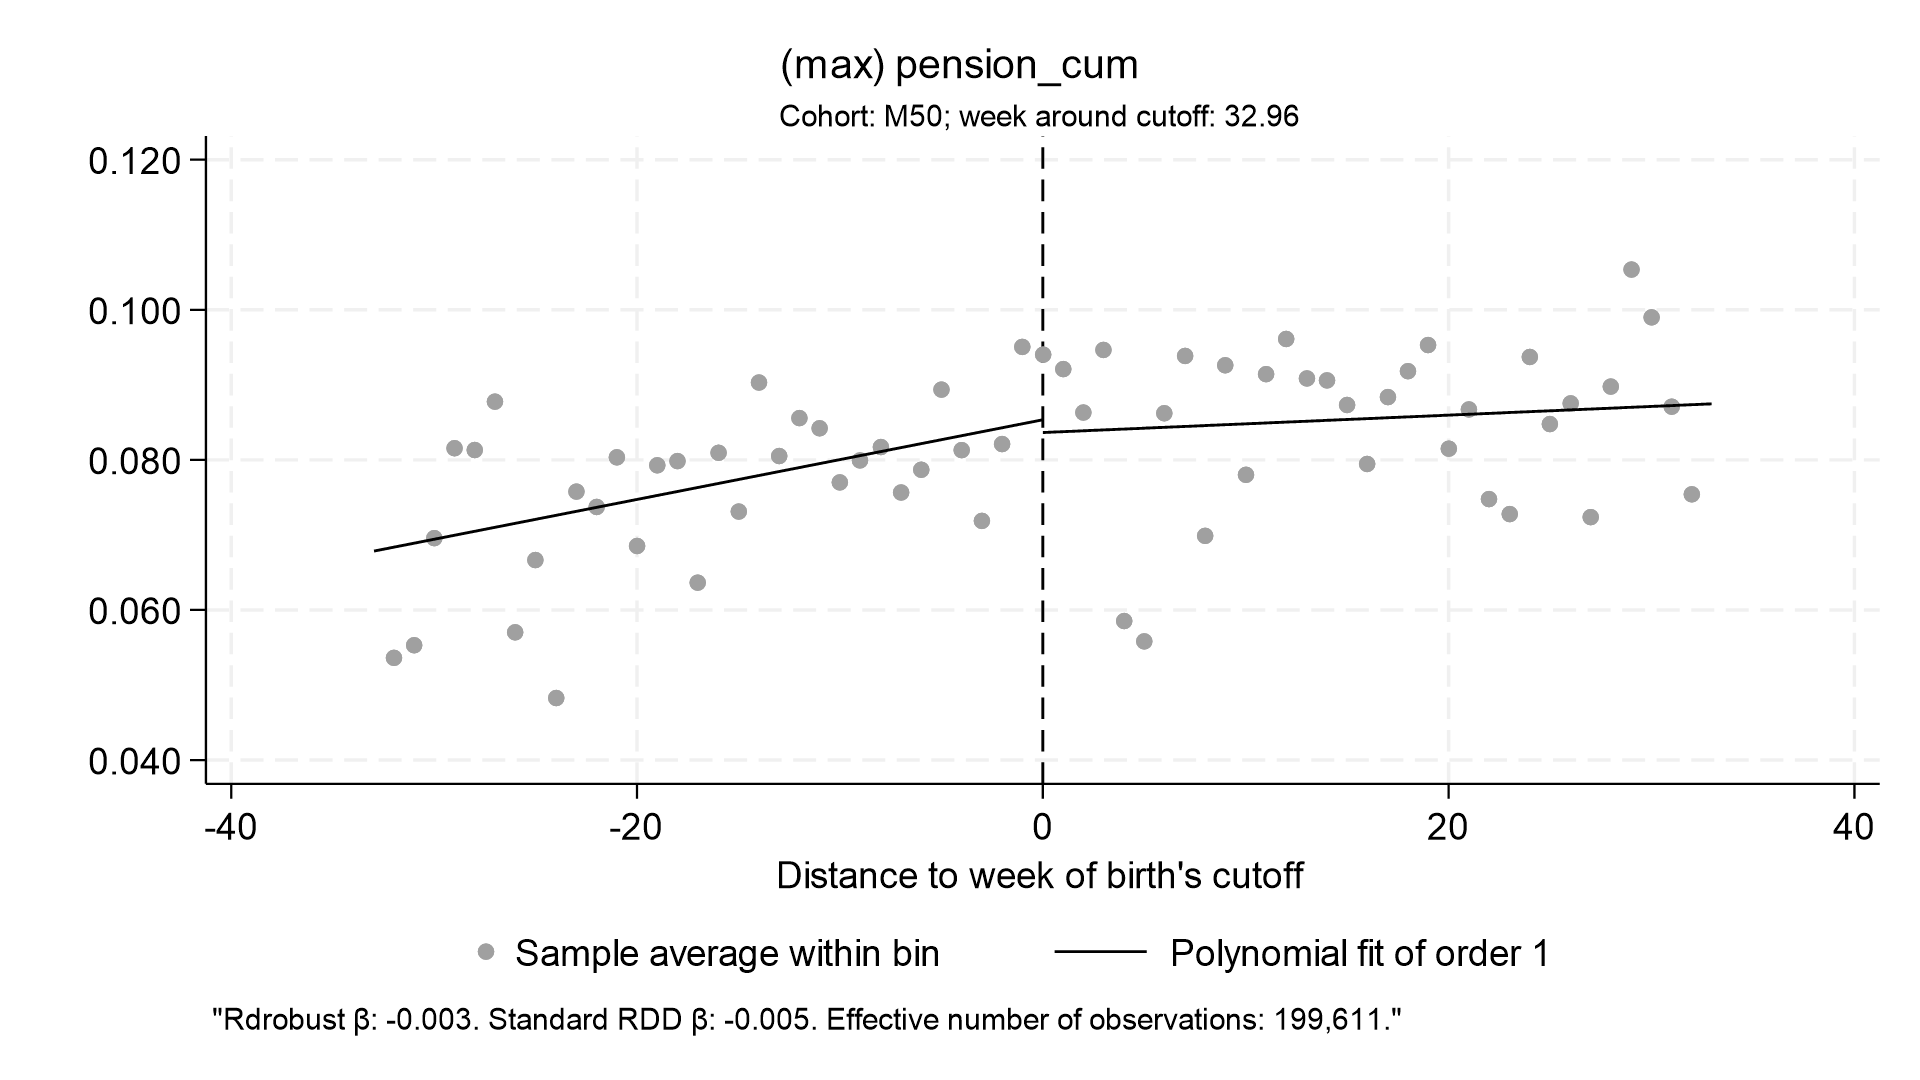 (max) pension_cum
Cohort: M50; week around cutoff: 32.96
0.120
0.100
0.080
0.060
0.040
-40 -20 0 20 40
Distance to week of birth's cutoff
Sample average within bin Polynomial fit of order 1
"Rdrobust β: -0.003. Standard RDD β: -0.005. Effective number of observations: 199,611."